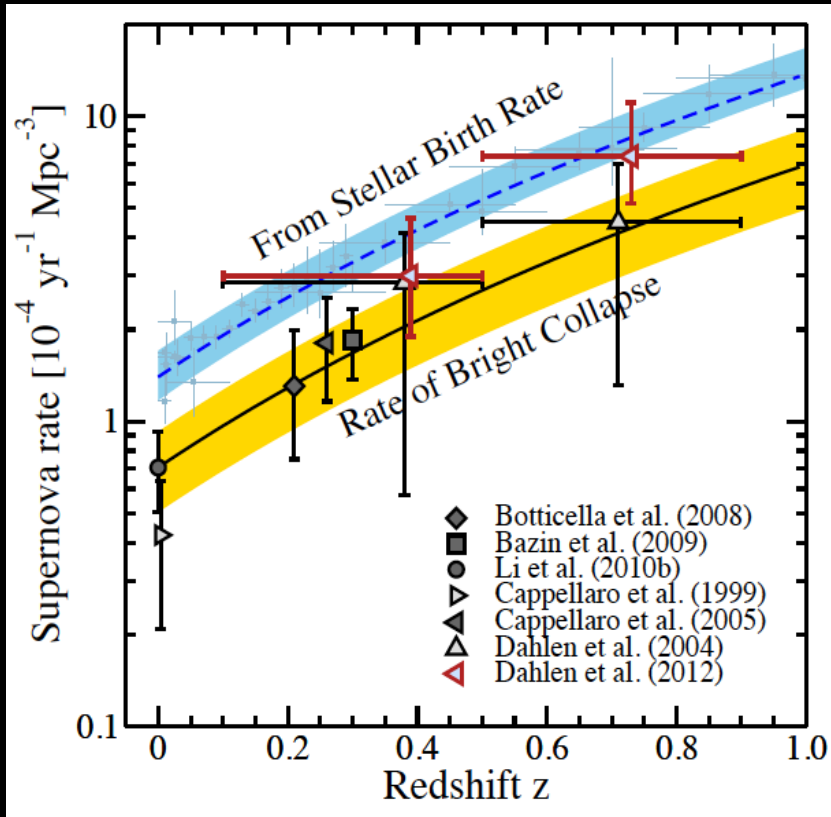 Supernova rate [10⁻⁴ yr⁻¹ Mpc⁻³]
10
1
0.1
From Stellar Birth Rate
Rate of Bright Collapse
Botticella et al. (2008)
Bazin et al. (2009)
Li et al. (2010b)
Cappellaro et al. (1999)
Cappellaro et al. (2005)
Dahlen et al. (2004)
Dahlen et al. (2012)
0 0.2 0.4 0.6 0.8 1.0
Redshift z